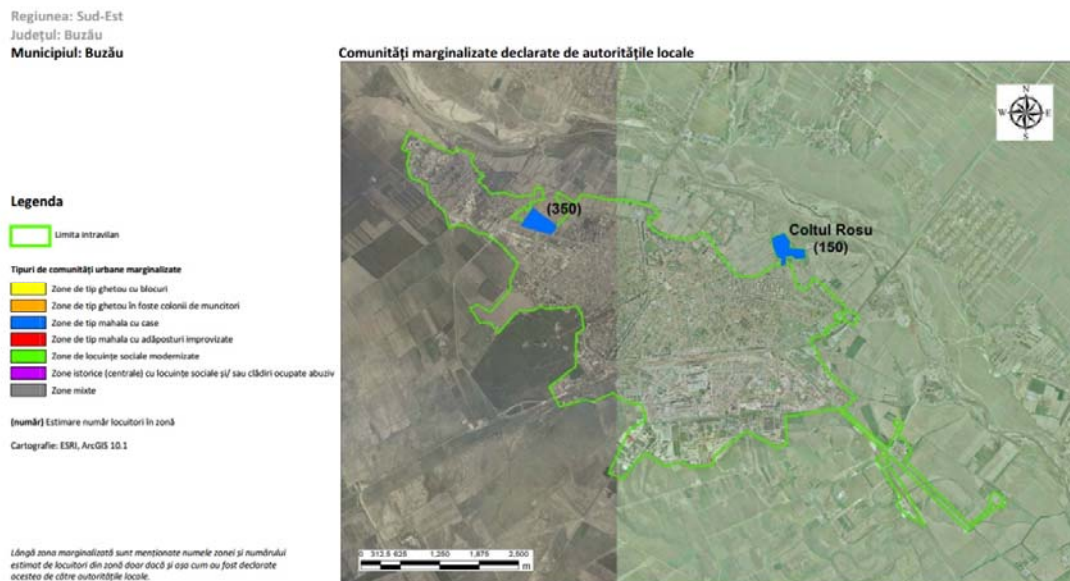 Regiunea: Sud-Est
Județul: Buzău
Municipiul: Buzău
Comunități marginalizate declarate de autoritățile locale
N
W E
S
(350)
Coltul Rosu
(150)
Legenda
Limita intravilan
Tipuri de comunități urbane marginalizate
Zone de tip ghetou cu blocuri
Zone de tip ghetou în foste colonii de muncitori
Zone de tip mahala cu case
Zone de tip mahala cu adăposturi improvizate
Zone de locuințe sociale modernizate
Zone istorice (centrale) cu locuințe sociale și/ sau clădiri ocupate abuziv
Zone mixte
(număr) Estimare număr locuitori în zonă
Cartografie: ESRI, ArcGIS 10.1
0 312.5 625 1,250 1,875 2,500
m
Lângă zona marginalizată sunt menționate numele zonei și numărului
estimat de locuitori din zonă doar dacă și așa cum au fost declarate
acestea de către autoritățile locale.